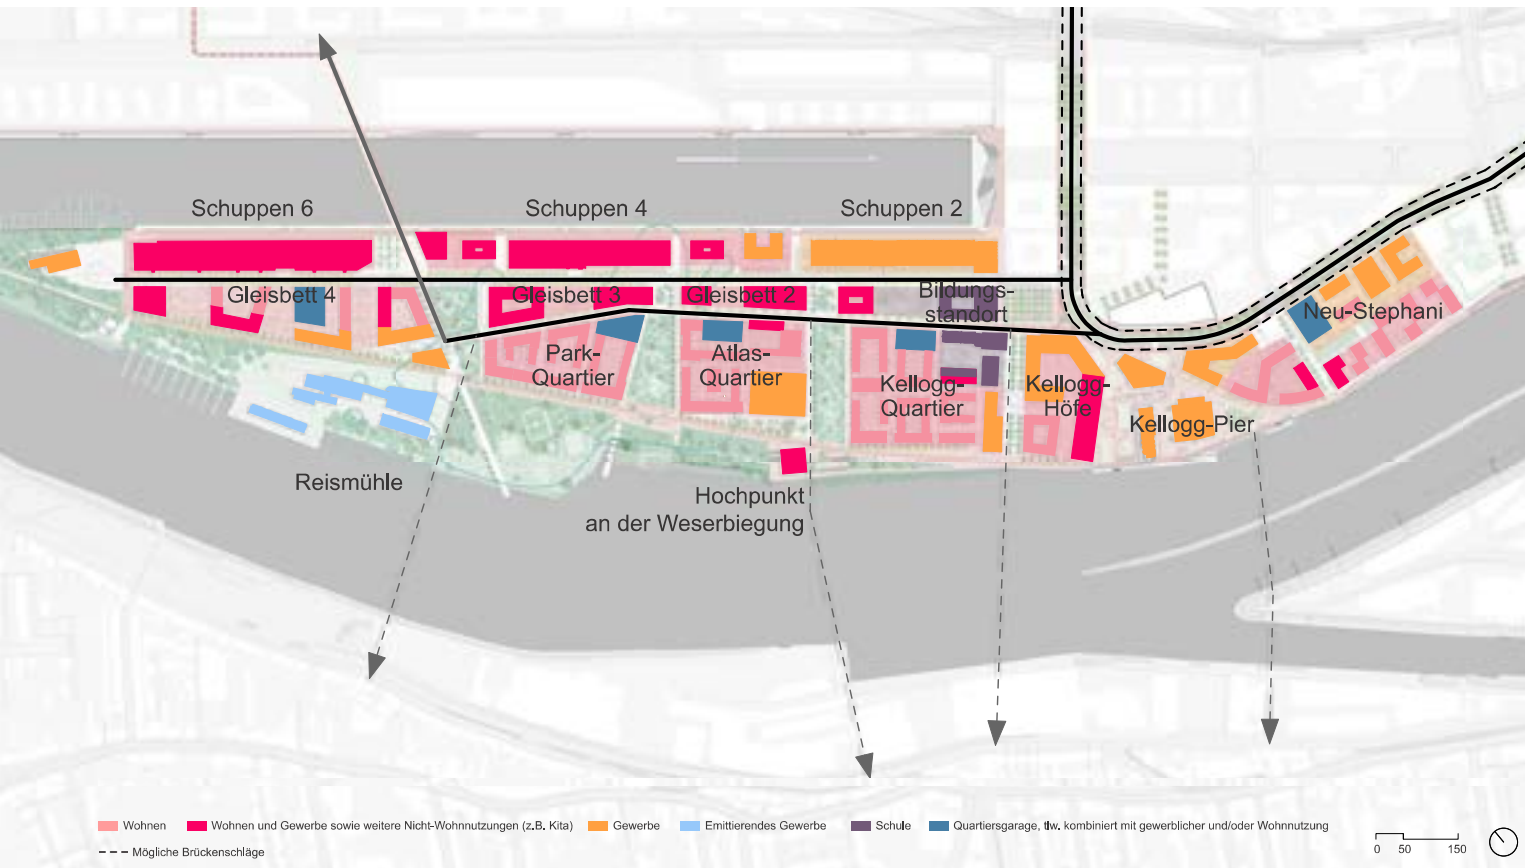 Schuppen 6
Schuppen 4
Schuppen 2
Gleisbett 4
Gleisbett 3
Gleisbett 2
Bildungs-
standort
Neu-Stephani
Park-
Quartier
Atlas-
Quartier
Kellogg-
Quartier
Kellogg-
Höfe
Kellogg-Pier
Reismühle
Hochpunkt
an der Weserbiegung
Wohnen
Wohnen und Gewerbe sowie weitere Nicht-Wohnnutzungen (z.B. Kita)
Gewerbe
Emittierendes Gewerbe
Schule
Quartiersgarage, tlw. kombiniert mit gewerblicher und/oder Wohnnutzung
Mögliche Brückenschläge
0 50 150